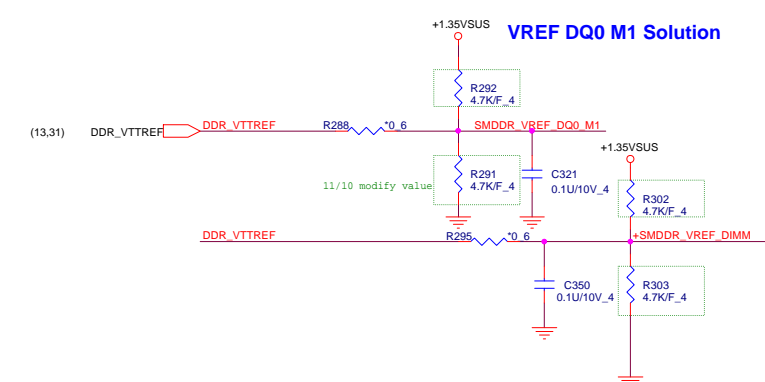 +1.35VSUS
VREF DQ0 M1 Solution
R292
4.7K/F_4
(13,31)
DDR_VTTREF
DDR_VTTREF
R288
*0_6
SMDDR_VREF_DQ0_M1
+1.35VSUS
11/10 modify value
R291
4.7K/F_4
C321
0.1U/10V_4
R302
4.7K/F_4
DDR_VTTREF
R295
*0_6
+SMDDR_VREF_DIMM
C350
0.1U/10V_4
R303
4.7K/F_4